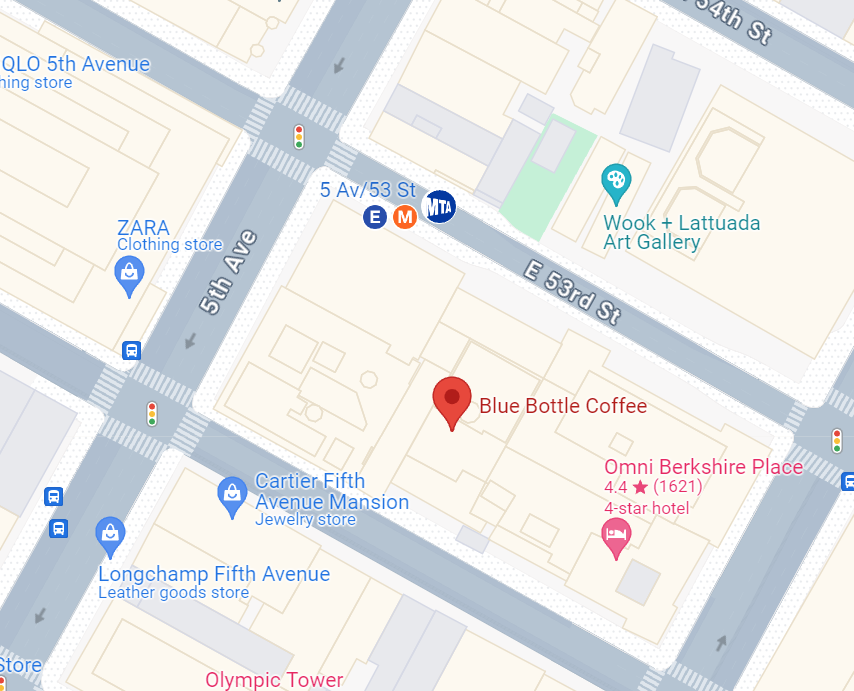 54th St
QLO 5th Avenue
hing store
5 Av/53 St
E M MTA
Wook + Lattuada
Art Gallery
ZARA
Clothing store
5th Ave
E 53rd St
Blue Bottle Coffee
Omni Berkshire Place
4.4 ★ (1621)
4-star hotel
Cartier Fifth
Avenue Mansion
Jewelry store
Longchamp Fifth Avenue
Leather goods store
Store
Olympic Tower